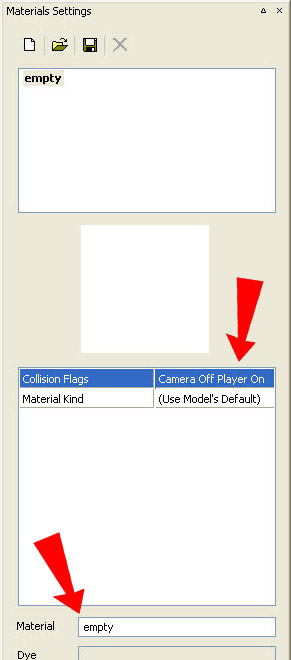 Materials Settings
empty
Collision Flags Camera Off Player On
Material Kind (Use Model's Default)
Material empty
Dye